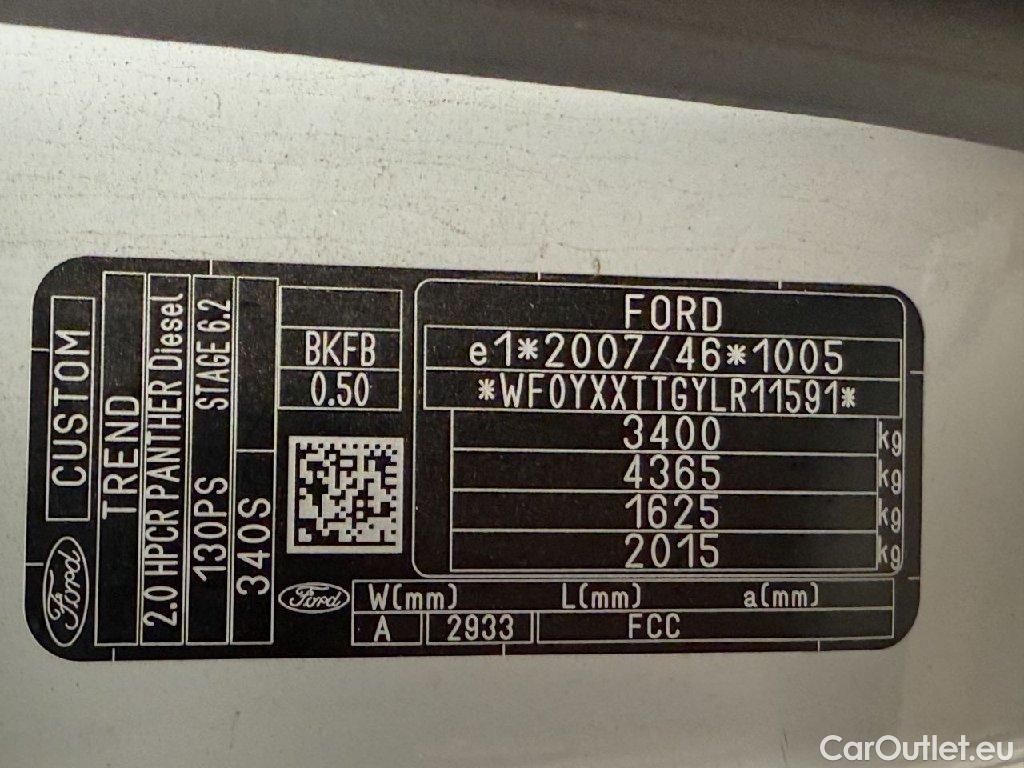 Ford
CUSTOM
TREND
2.0 HPCR PANTHER Diesel
130PS STAGE 6.2
340S
BKFB
0.50
FORD
e1*2007/46*1005
*WF0YXXTTGYLR11591*
3400 kg
4365 kg
1625 kg
2015 kg
Ford W(mm) L(mm) a(mm)
A 2933 FCC
CarOutlet.eu